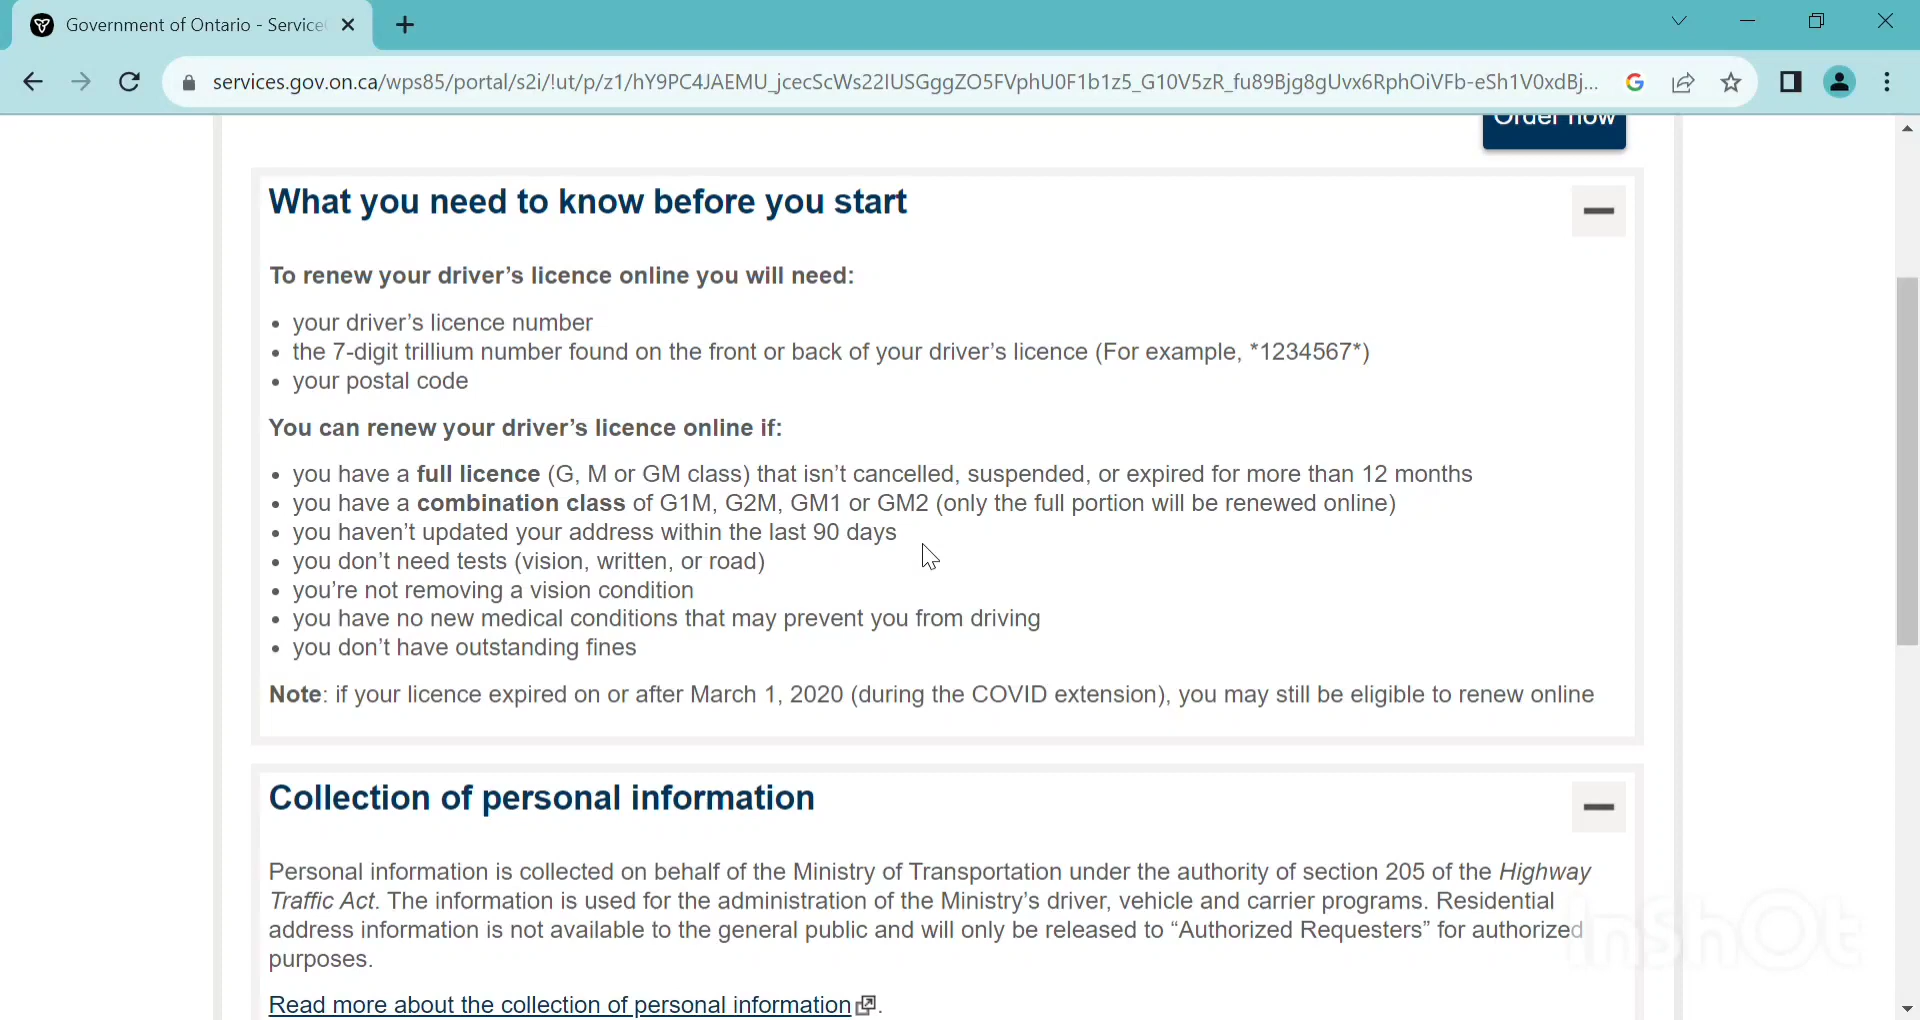 Government of Ontario - Service
services.gov.on.ca/wps85/portal/s2i/!ut/p/z1/hY9PC4JAEMU_jcecScWs22IUSGggZO5FVphU0F1b1z5_G10V5zR_fu89Bjg8gUvx6RphOiVFb-eSh1V0xdBj...
Order now
What you need to know before you start
To renew your driver’s licence online you will need:
• your driver’s licence number
• the 7-digit trillium number found on the front or back of your driver’s licence (For example, *1234567*)
• your postal code
You can renew your driver’s licence online if:
• you have a full licence (G, M or GM class) that isn’t cancelled, suspended, or expired for more than 12 months
• you have a combination class of G1M, G2M, GM1 or GM2 (only the full portion will be renewed online)
• you haven’t updated your address within the last 90 days
• you don’t need tests (vision, written, or road)
• you're not removing a vision condition
• you have no new medical conditions that may prevent you from driving
• you don’t have outstanding fines
Note: if your licence expired on or after March 1, 2020 (during the COVID extension), you may still be eligible to renew online
Collection of personal information
Personal information is collected on behalf of the Ministry of Transportation under the authority of section 205 of the Highway
Traffic Act. The information is used for the administration of the Ministry’s driver, vehicle and carrier programs. Residential
address information is not available to the general public and will only be released to “Authorized Requesters” for authorized
purposes.
Read more about the collection of personal information.
InShOt